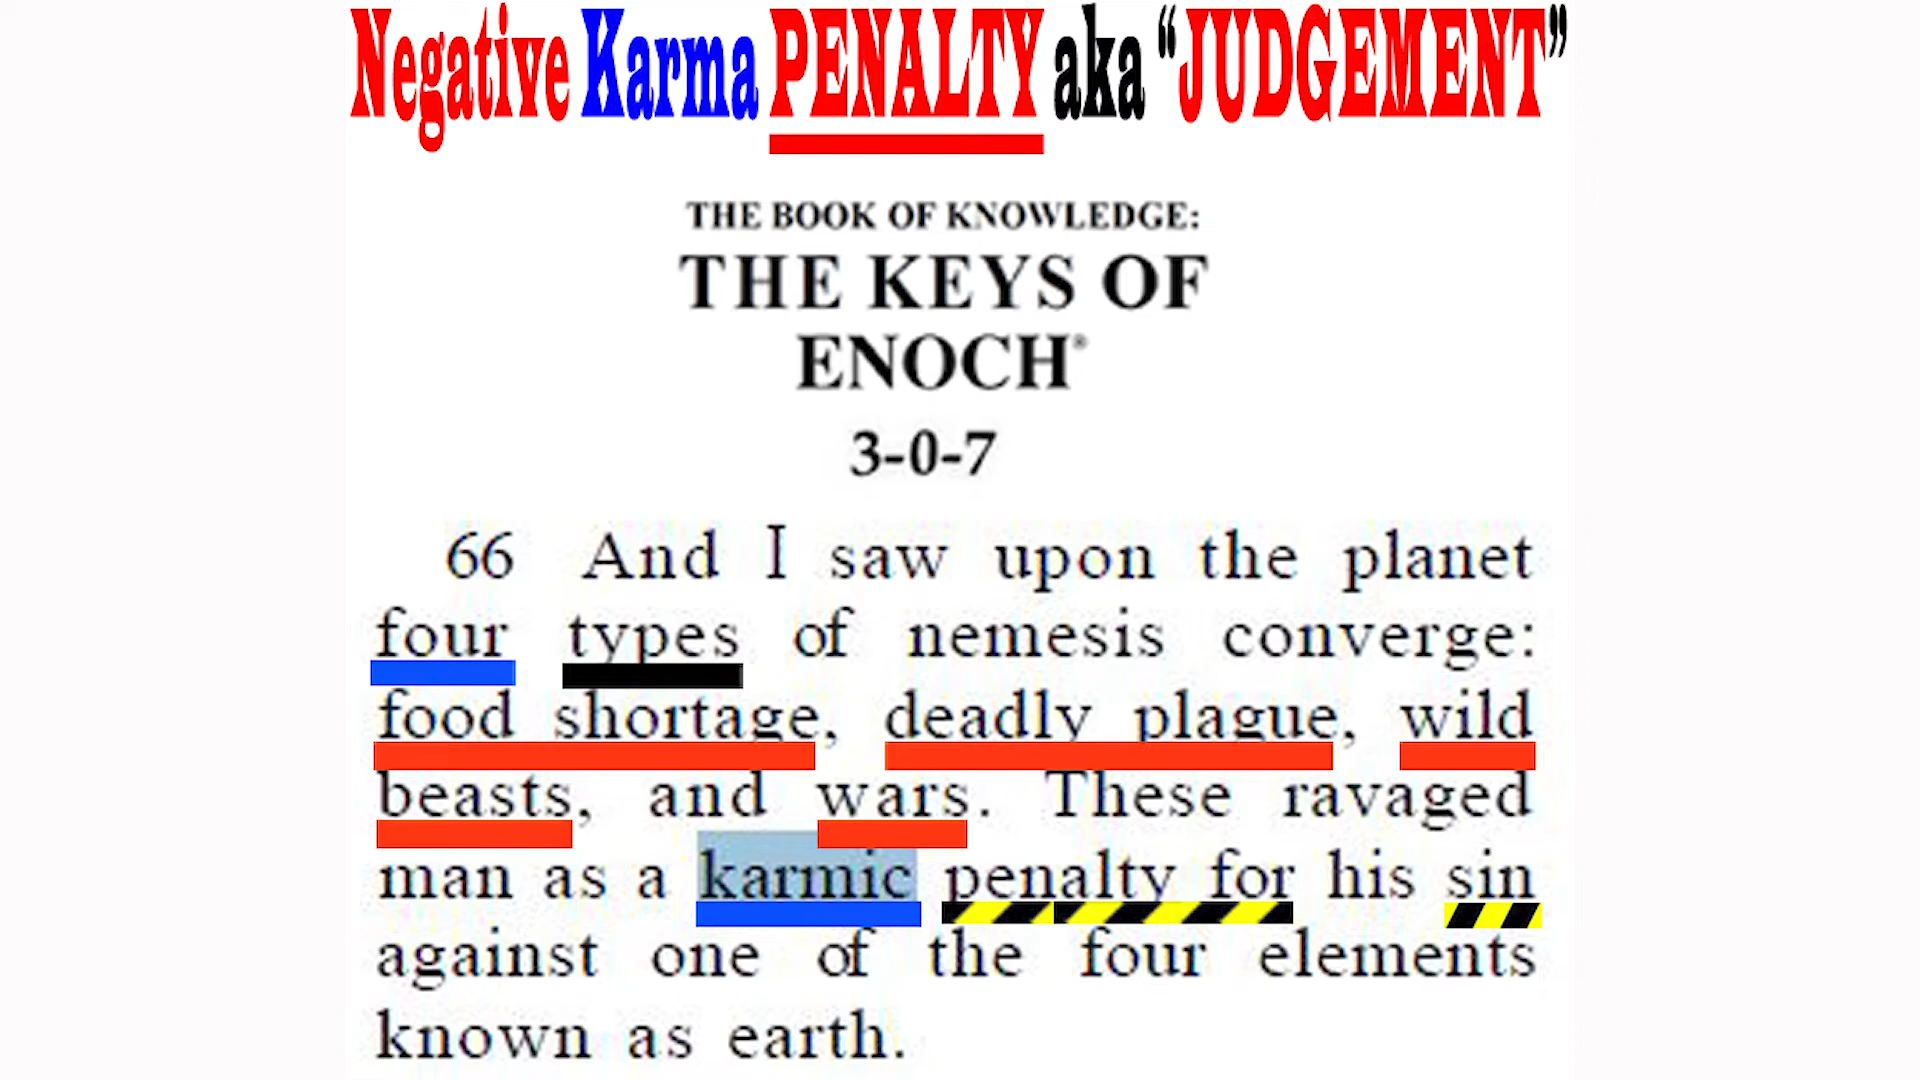 Negative Karma PENALTY aka “JUDGEMENT”
THE BOOK OF KNOWLEDGE:
THE KEYS OF
ENOCH®
3-0-7
66 And I saw upon the planet
four types of nemesis converge:
food shortage, deadly plague, wild
beasts, and wars. These ravaged
man as a karmic penalty for his sin
against one of the four elements
known as earth.